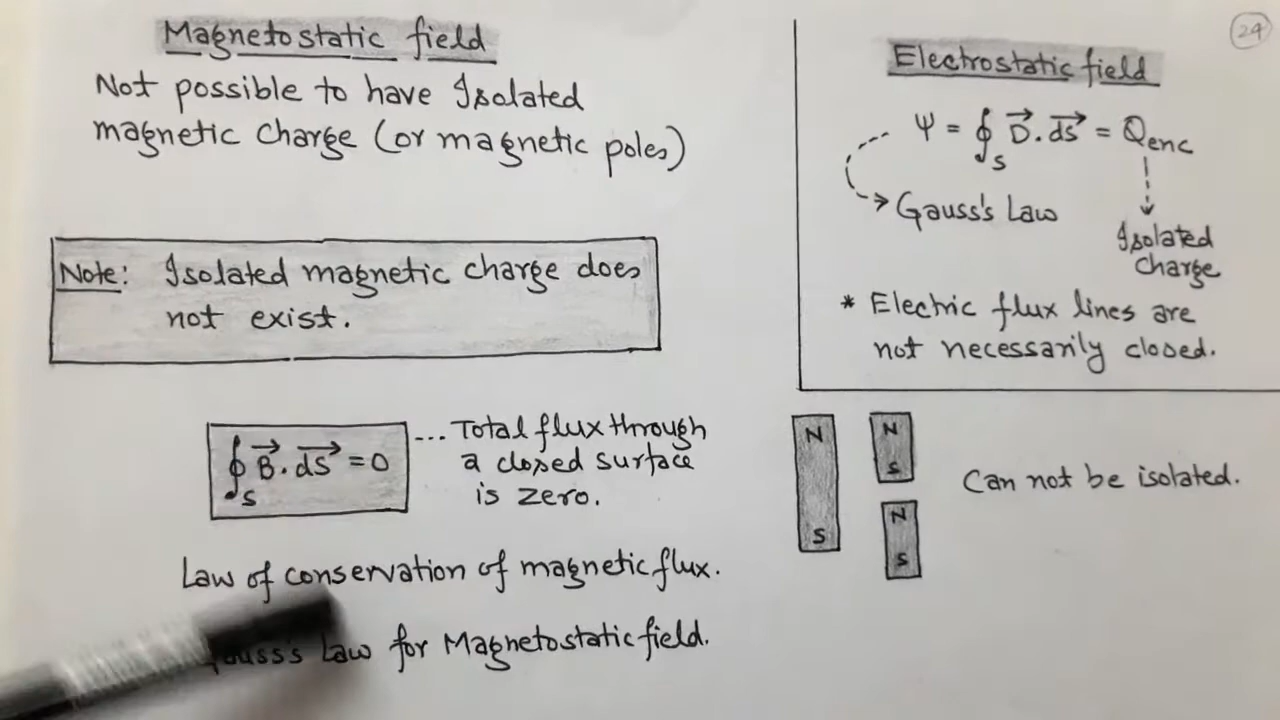 Magnetostatic field
Not possible to have Isolated
magnetic charge (or magnetic poles)
Note: Isolated magnetic charge does
not exist.
∮S B⃗ . ds⃗ = 0
... Total flux through
a closed surface
is zero.
Law of conservation of magnetic flux.
Gauss's Law for Magnetostatic field.
24
Electrostatic field
Ψ = ∮S D⃗ . ds⃗ = Qenc
Gauss's Law
Isolated
charge
* Electric flux lines are
not necessarily closed.
N
S
N
S
N
S
Can not be isolated.